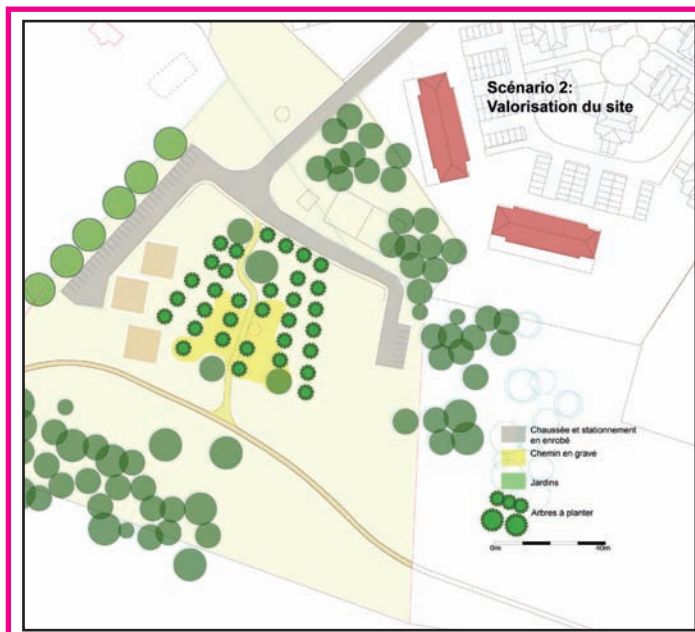 Scénario 2:
Valorisation du site
Chaussée et stationnement
en enrobé
Chemin en grave
Jardins
Arbres à planter
0m 40m